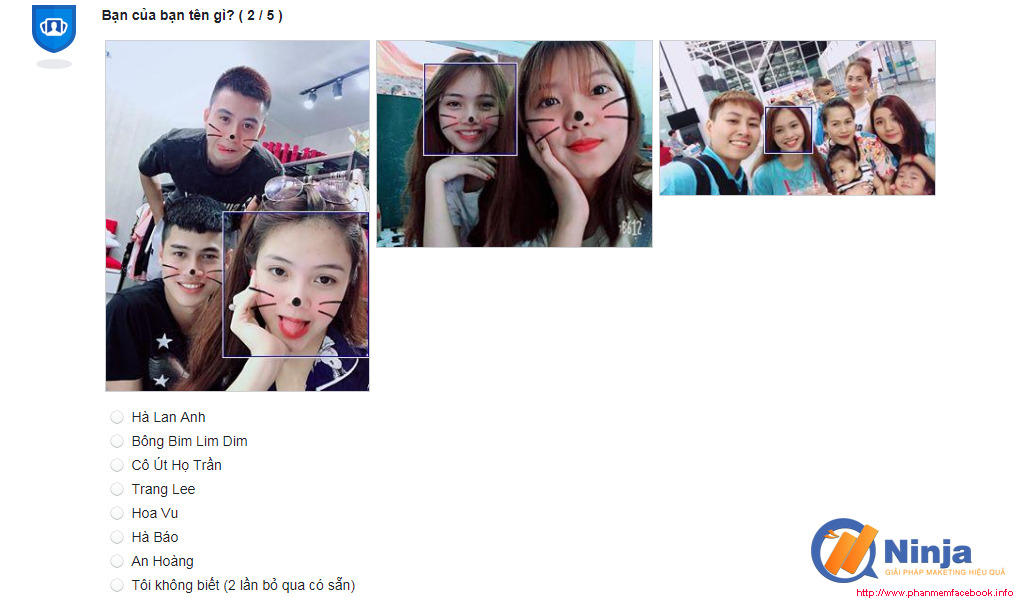 Bạn của bạn tên gì? ( 2 / 5 )
Hà Lan Anh
Bông Bim Lim Dim
Cô Út Họ Trần
Trang Lee
Hoa Vu
Hà Báo
An Hoàng
Tôi không biết (2 lần bỏ qua có sẵn)
Ninja
GIẢI PHÁP MAKETING HIỆU QUẢ
http://www.phanmemfacebook.info